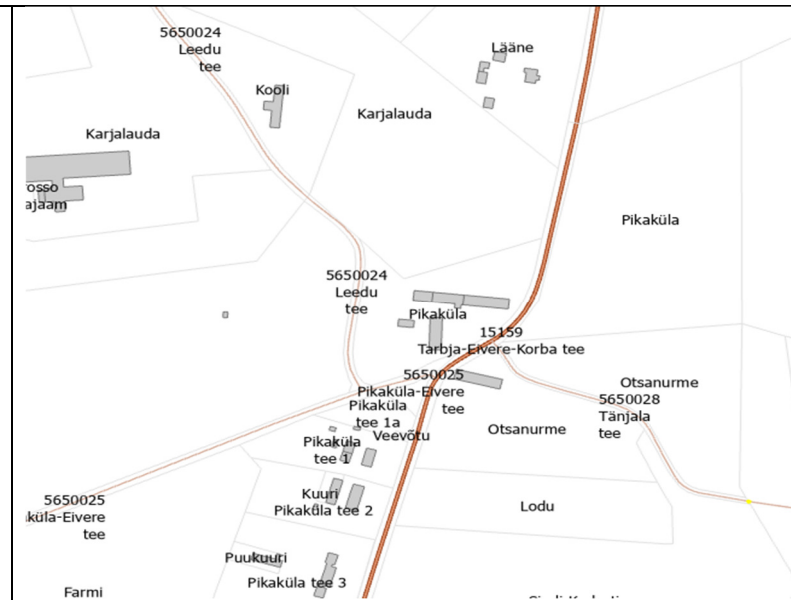 5650024
Leedu
tee
Lääne
Kooli
Karjalauda
Karjalauda
osso
ajaam
Pikaküla
5650024
Leedu
tee
Pikaküla
15159
Tarbja-Eivere-Korba tee
5650025
Pikaküla-Eivere
tee
Otsanurme
5650028
Tänjala
tee
Pikaküla
tee 1a
Veevõtu
Otsanurme
Pikaküla
tee 1
Kuuri
Pikaküla tee 2
Lodu
5650025
küla-Eivere
tee
Puukuuri
Pikaküla tee 3
Farmi